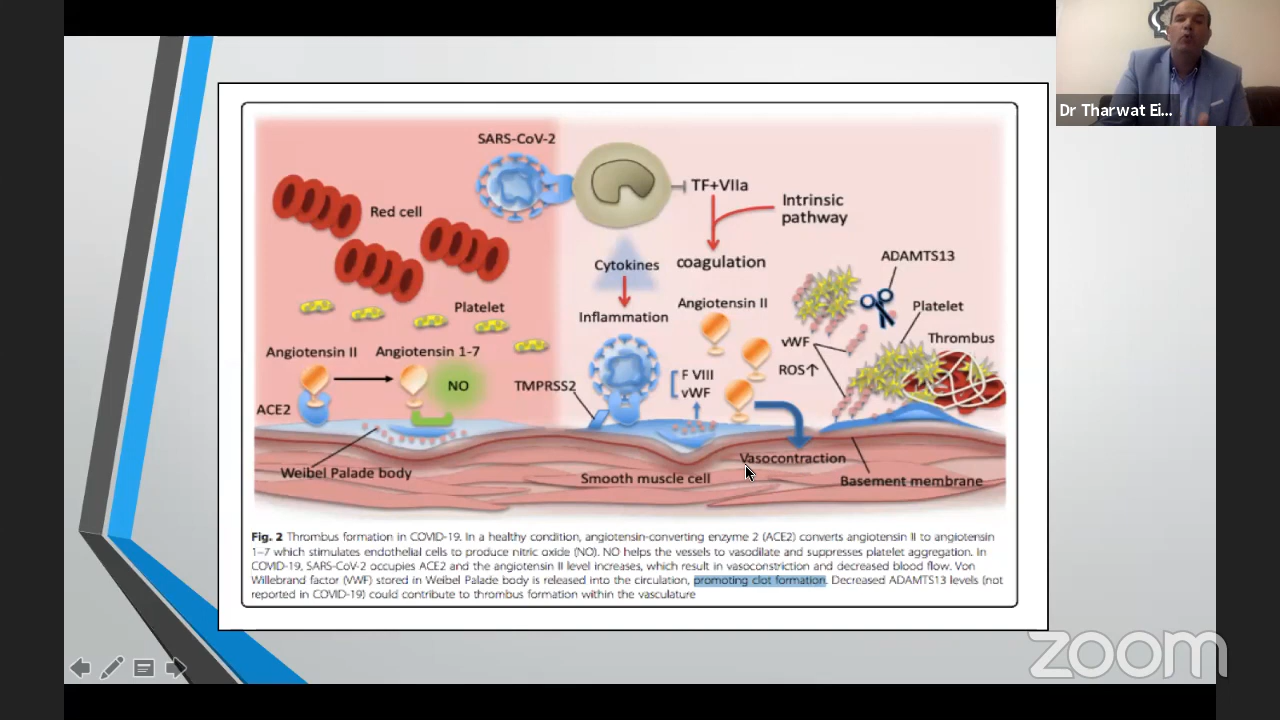 Dr Tharwat Ei...
SARS-CoV-2
TF+VIIa
Intrinsic
pathway
Red cell
Cytokines
coagulation
ADAMTS13
Platelet
Angiotensin II
Platelet
Inflammation
Thrombus
vWF
Angiotensin II
Angiotensin 1-7
ROS↑
NO
TMPRSS2
F VIII
vWF
ACE2
Vasocontraction
Weibel Palade body
Smooth muscle cell
Basement membrane
Fig. 2 Thrombus formation in COVID-19. In a healthy condition, angiotensin-converting enzyme 2 (ACE2) converts angiotensin II to angiotensin
1–7 which stimulates endothelial cells to produce nitric oxide (NO). NO helps the vessels to vasodilate and suppresses platelet aggregation. In
COVID-19, SARS-CoV-2 occupies ACE2 and the angiotensin II level increases, which result in vasoconstriction and decreased blood flow. Von
Willebrand factor (VWF) stored in Weibel Palade body is released into the circulation, promoting clot formation. Decreased ADAMTS13 levels (not
reported in COVID-19) could contribute to thrombus formation within the vasculature
zoom